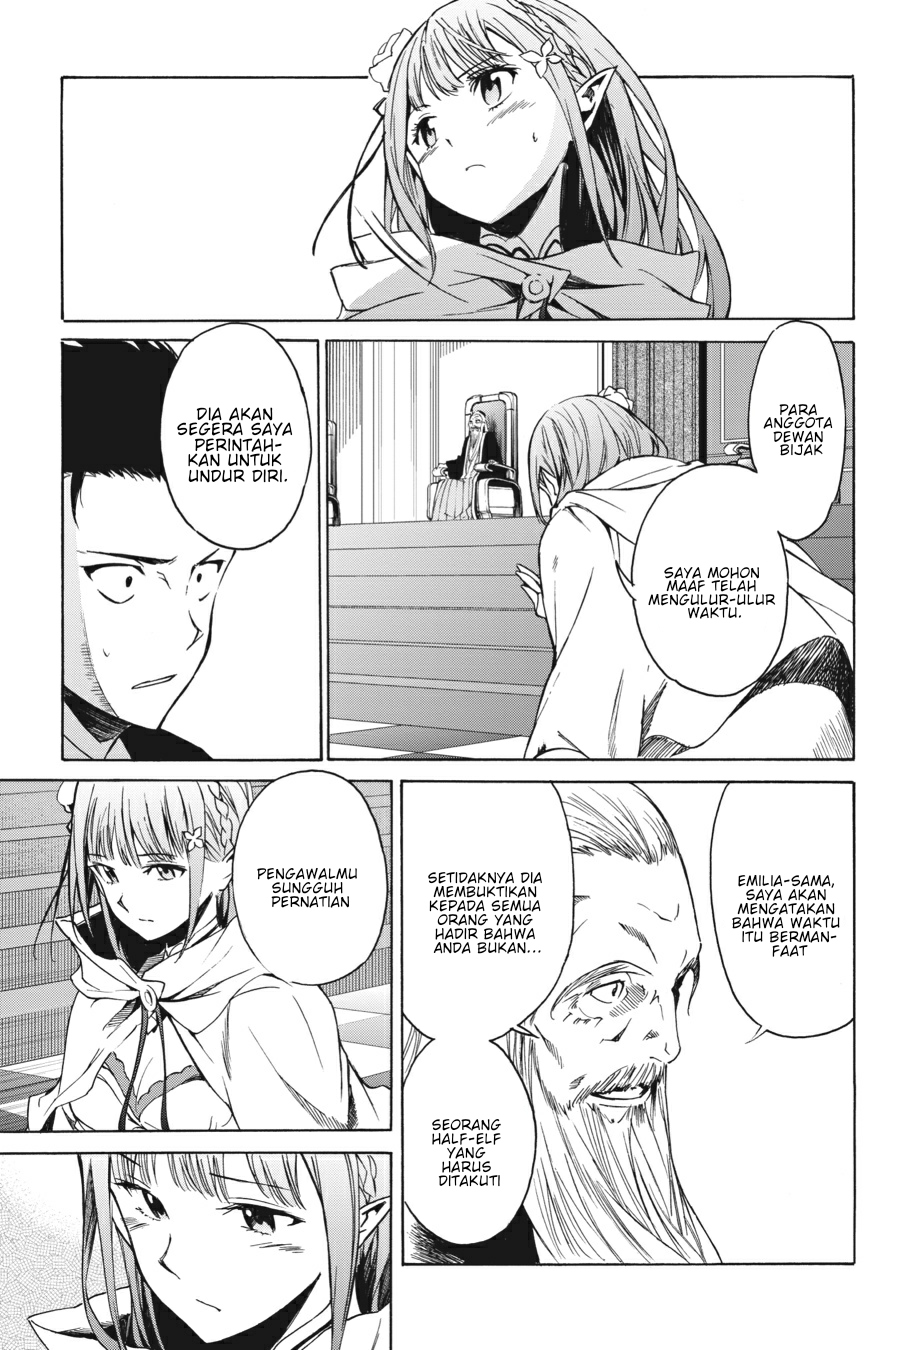 PARA
ANGGOTA
DEWAN
BIJAK
SAYA MOHON
MAAF TELAH
MENGULUR-ULUR
WAKTU.
DIA AKAN
SEGERA SAYA
PERINTAH-
KAN UNTUK
UNDUR DIRI.
EMILIA-SAMA,
SAYA AKAN
MENGATAKAN
BAHWA WAKTU
ITU BERMAN-
FAAT
SETIDAKNYA DIA
MEMBUKTIKAN
KEPADA SEMUA
ORANG YANG
HADIR BAHWA
ANDA BUKAN...
SEORANG
HALF-ELF
YANG
HARUS
DITAKUTI
PENGAWALMU
SUNGGUH
PERNATIAN